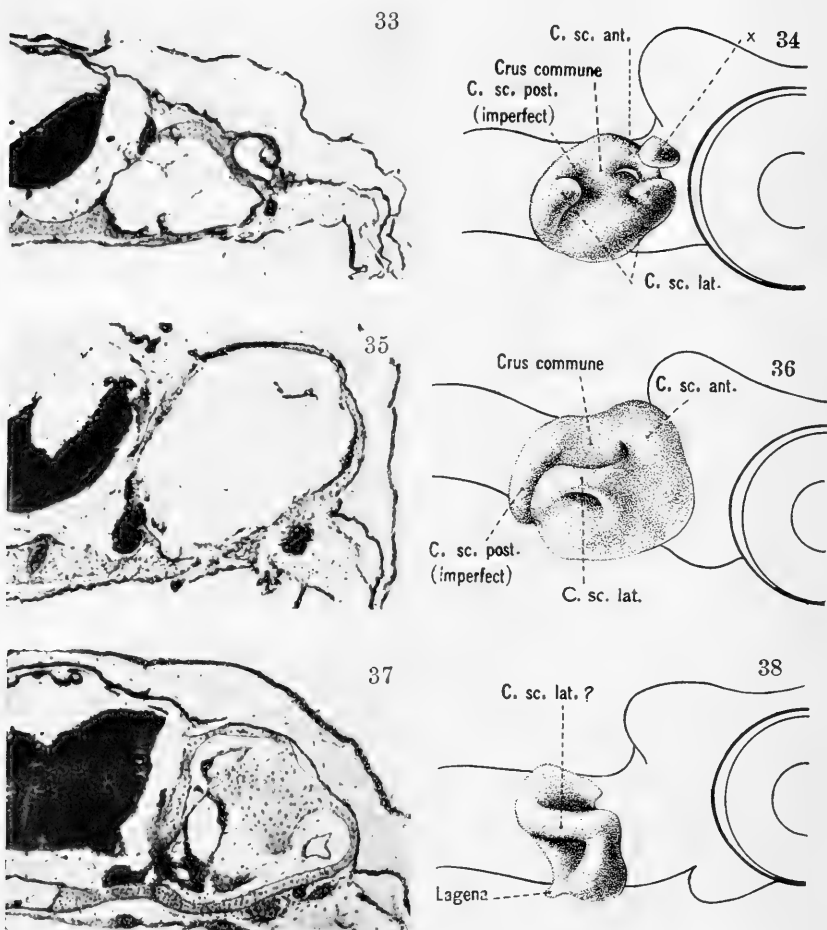 33
C. sc. ant.
x
34
Crus commune
C. sc. post.
(imperfect)
C. sc. lat.
35
Crus commune
36
C. sc. ant.
C. sc. post.
(imperfect)
C. sc. lat.
37
38
C. sc. lat. ?
Lagena